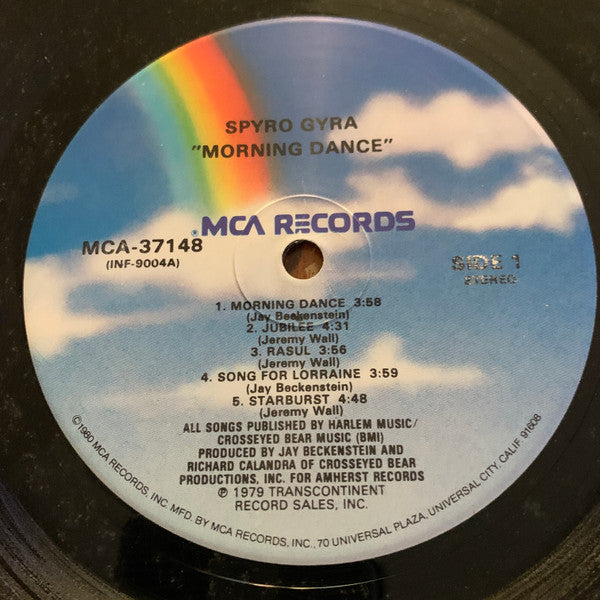 SPYRO GYRA
"MORNING DANCE"
MCA RECORDS
MCA-37148
(INF-9004A)
SIDE 1
STEREO
1. MORNING DANCE 3:58
(Jay Beckenstein)
2. JUBILEE 4:31
(Jeremy Wall)
3. RASUL 3:56
(Jeremy Wall)
4. SONG FOR LORRAINE 3:59
(Jay Beckenstein)
5. STARBURST 4:48
(Jeremy Wall)
ALL SONGS PUBLISHED BY HARLEM MUSIC/
CROSSEYED BEAR MUSIC (BMI)
PRODUCED BY JAY BECKENSTEIN AND
RICHARD CALANDRA OF CROSSEYED BEAR
PRODUCTIONS, INC. FOR AMHERST RECORDS
℗ 1979 TRANSCONTINENT
RECORD SALES, INC.
©1980 MCA RECORDS, INC. MFD. BY MCA RECORDS, INC., 70 UNIVERSAL PLAZA, UNIVERSAL CITY, CALIF. 91608